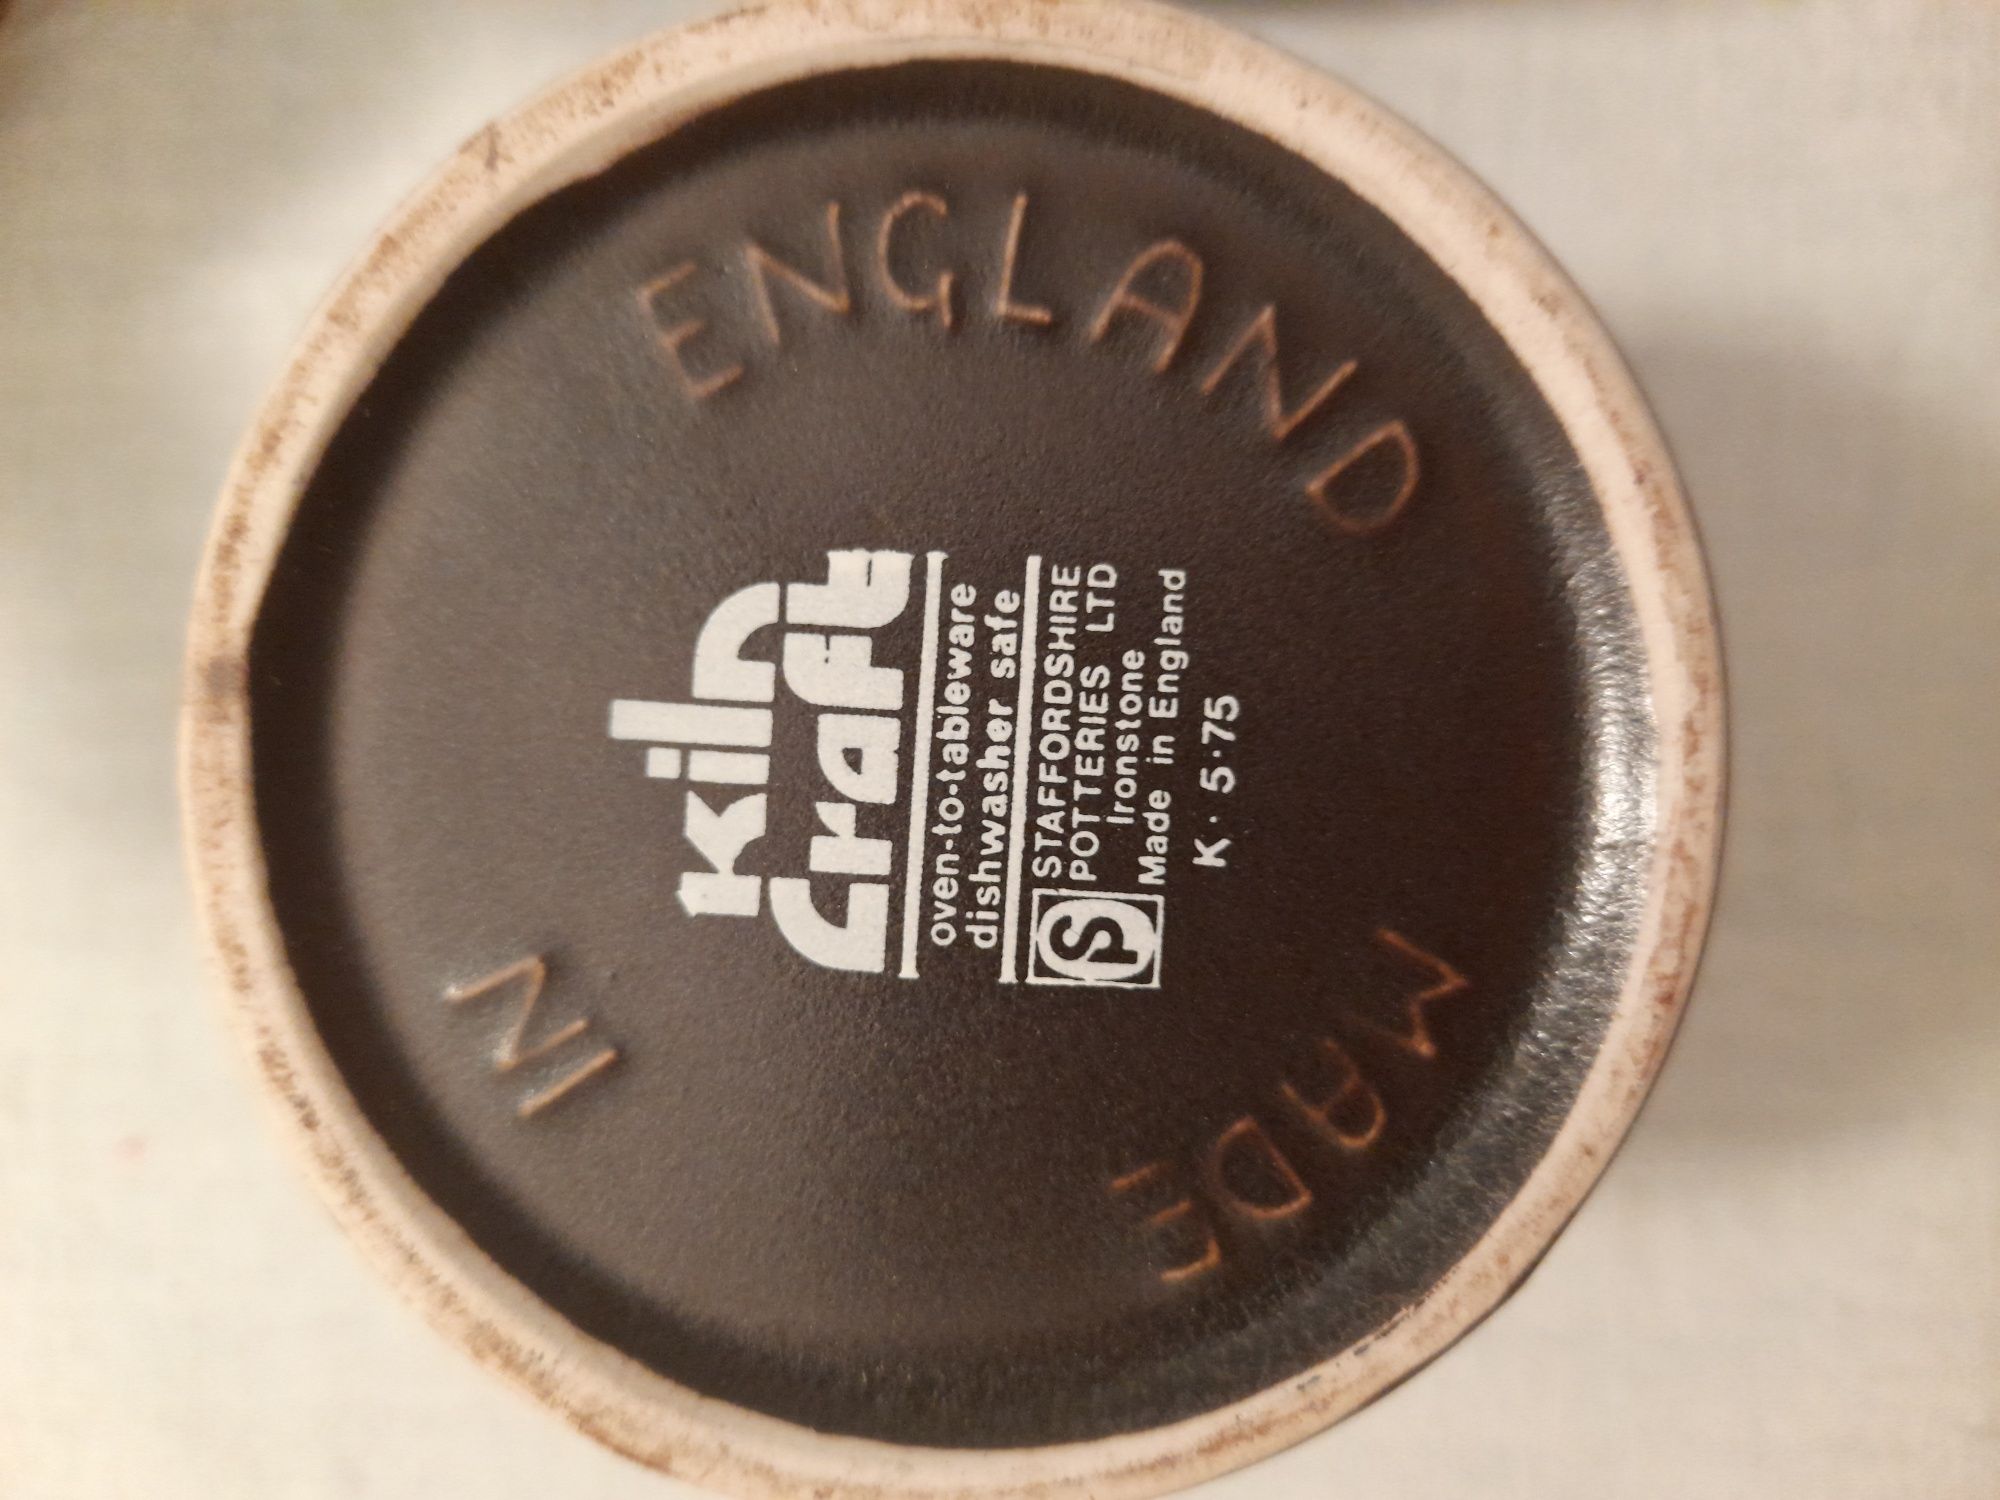 MADE IN ENGLAND
kiln
craft
oven-to-tableware
dishwasher safe
SP
STAFFORDSHIRE
POTTERIES LTD
Ironstone
Made in England
K · 5·75